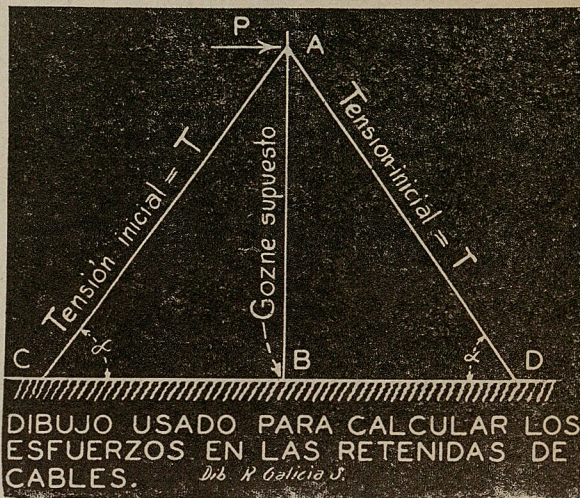 P
A
Tensión inicial = T
Gozne supuesto
Tensión inicial = T
C
α
B
α
D
DIBUJO USADO PARA CALCULAR LOS
ESFUERZOS EN LAS RETENIDAS DE
CABLES.
Dib R Galicia S.